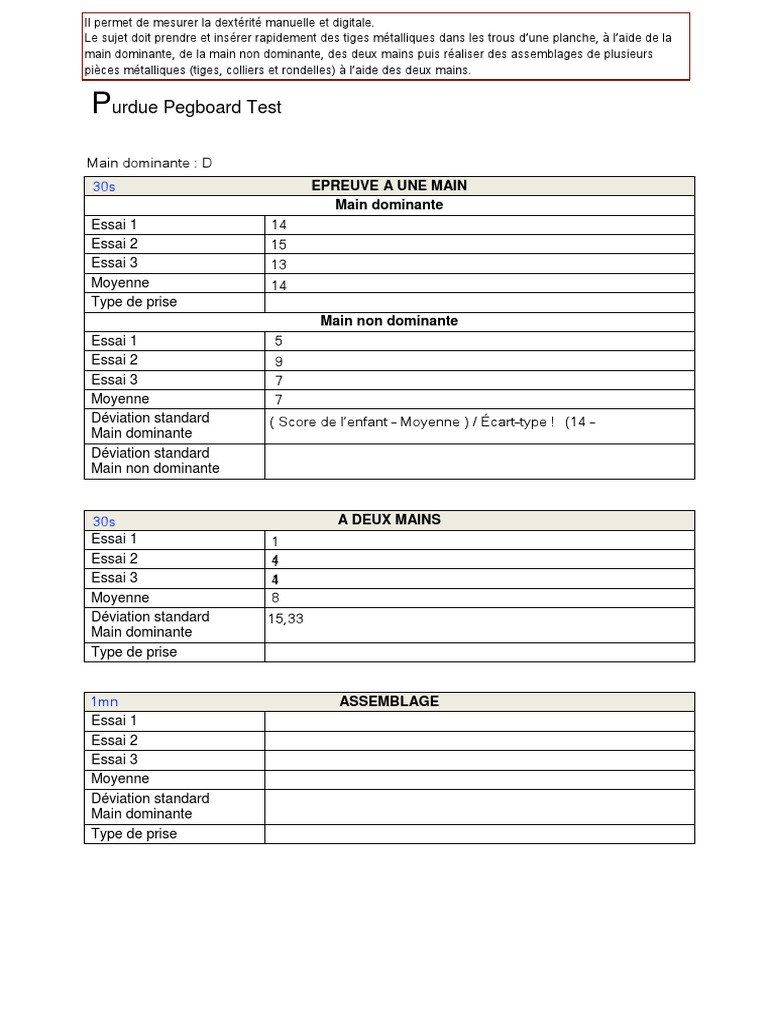 Il permet de mesurer la dextérité manuelle et digitale.
Le sujet doit prendre et insérer rapidement des tiges métalliques dans les trous d'une planche, à l'aide de la
main dominante, de la main non dominante, des deux mains puis réaliser des assemblages de plusieurs
pièces métalliques (tiges, colliers et rondelles) à l'aide des deux mains.
Purdue Pegboard Test
Main dominante : D
30s EPREUVE A UNE MAIN
Main dominante
Essai 1 14
Essai 2 15
Essai 3 13
Moyenne 14
Type de prise
Main non dominante
Essai 1 5
Essai 2 9
Essai 3 7
Moyenne 7
Déviation standard
Main dominante
( Score de l'enfant – Moyenne ) / Écart-type ! (14 –
Déviation standard
Main non dominante
30s A DEUX MAINS
Essai 1 1
Essai 2
Essai 3
Moyenne 8
Déviation standard
Main dominante
15,33
Type de prise
1mn ASSEMBLAGE
Essai 1
Essai 2
Essai 3
Moyenne
Déviation standard
Main dominante
Type de prise